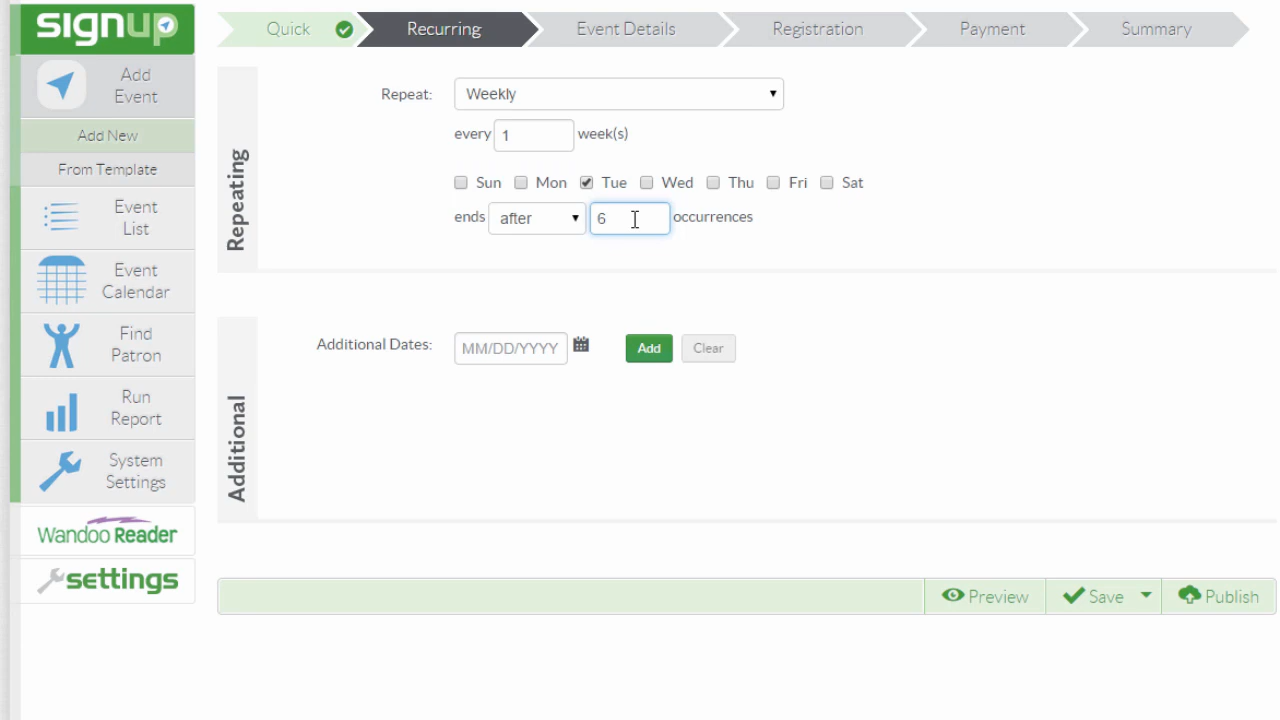 signup
Quick
Recurring
Event Details
Registration
Payment
Summary
Add
Event
Add New
From Template
Event
List
Event
Calendar
Find
Patron
Run
Report
System
Settings
Wandoo Reader
settings
Repeating
Repeat: Weekly
every 1 week(s)
Sun Mon Tue Wed Thu Fri Sat
ends after 6 occurrences
Additional
Additional Dates: MM/DD/YYYY Add Clear
Preview Save Publish